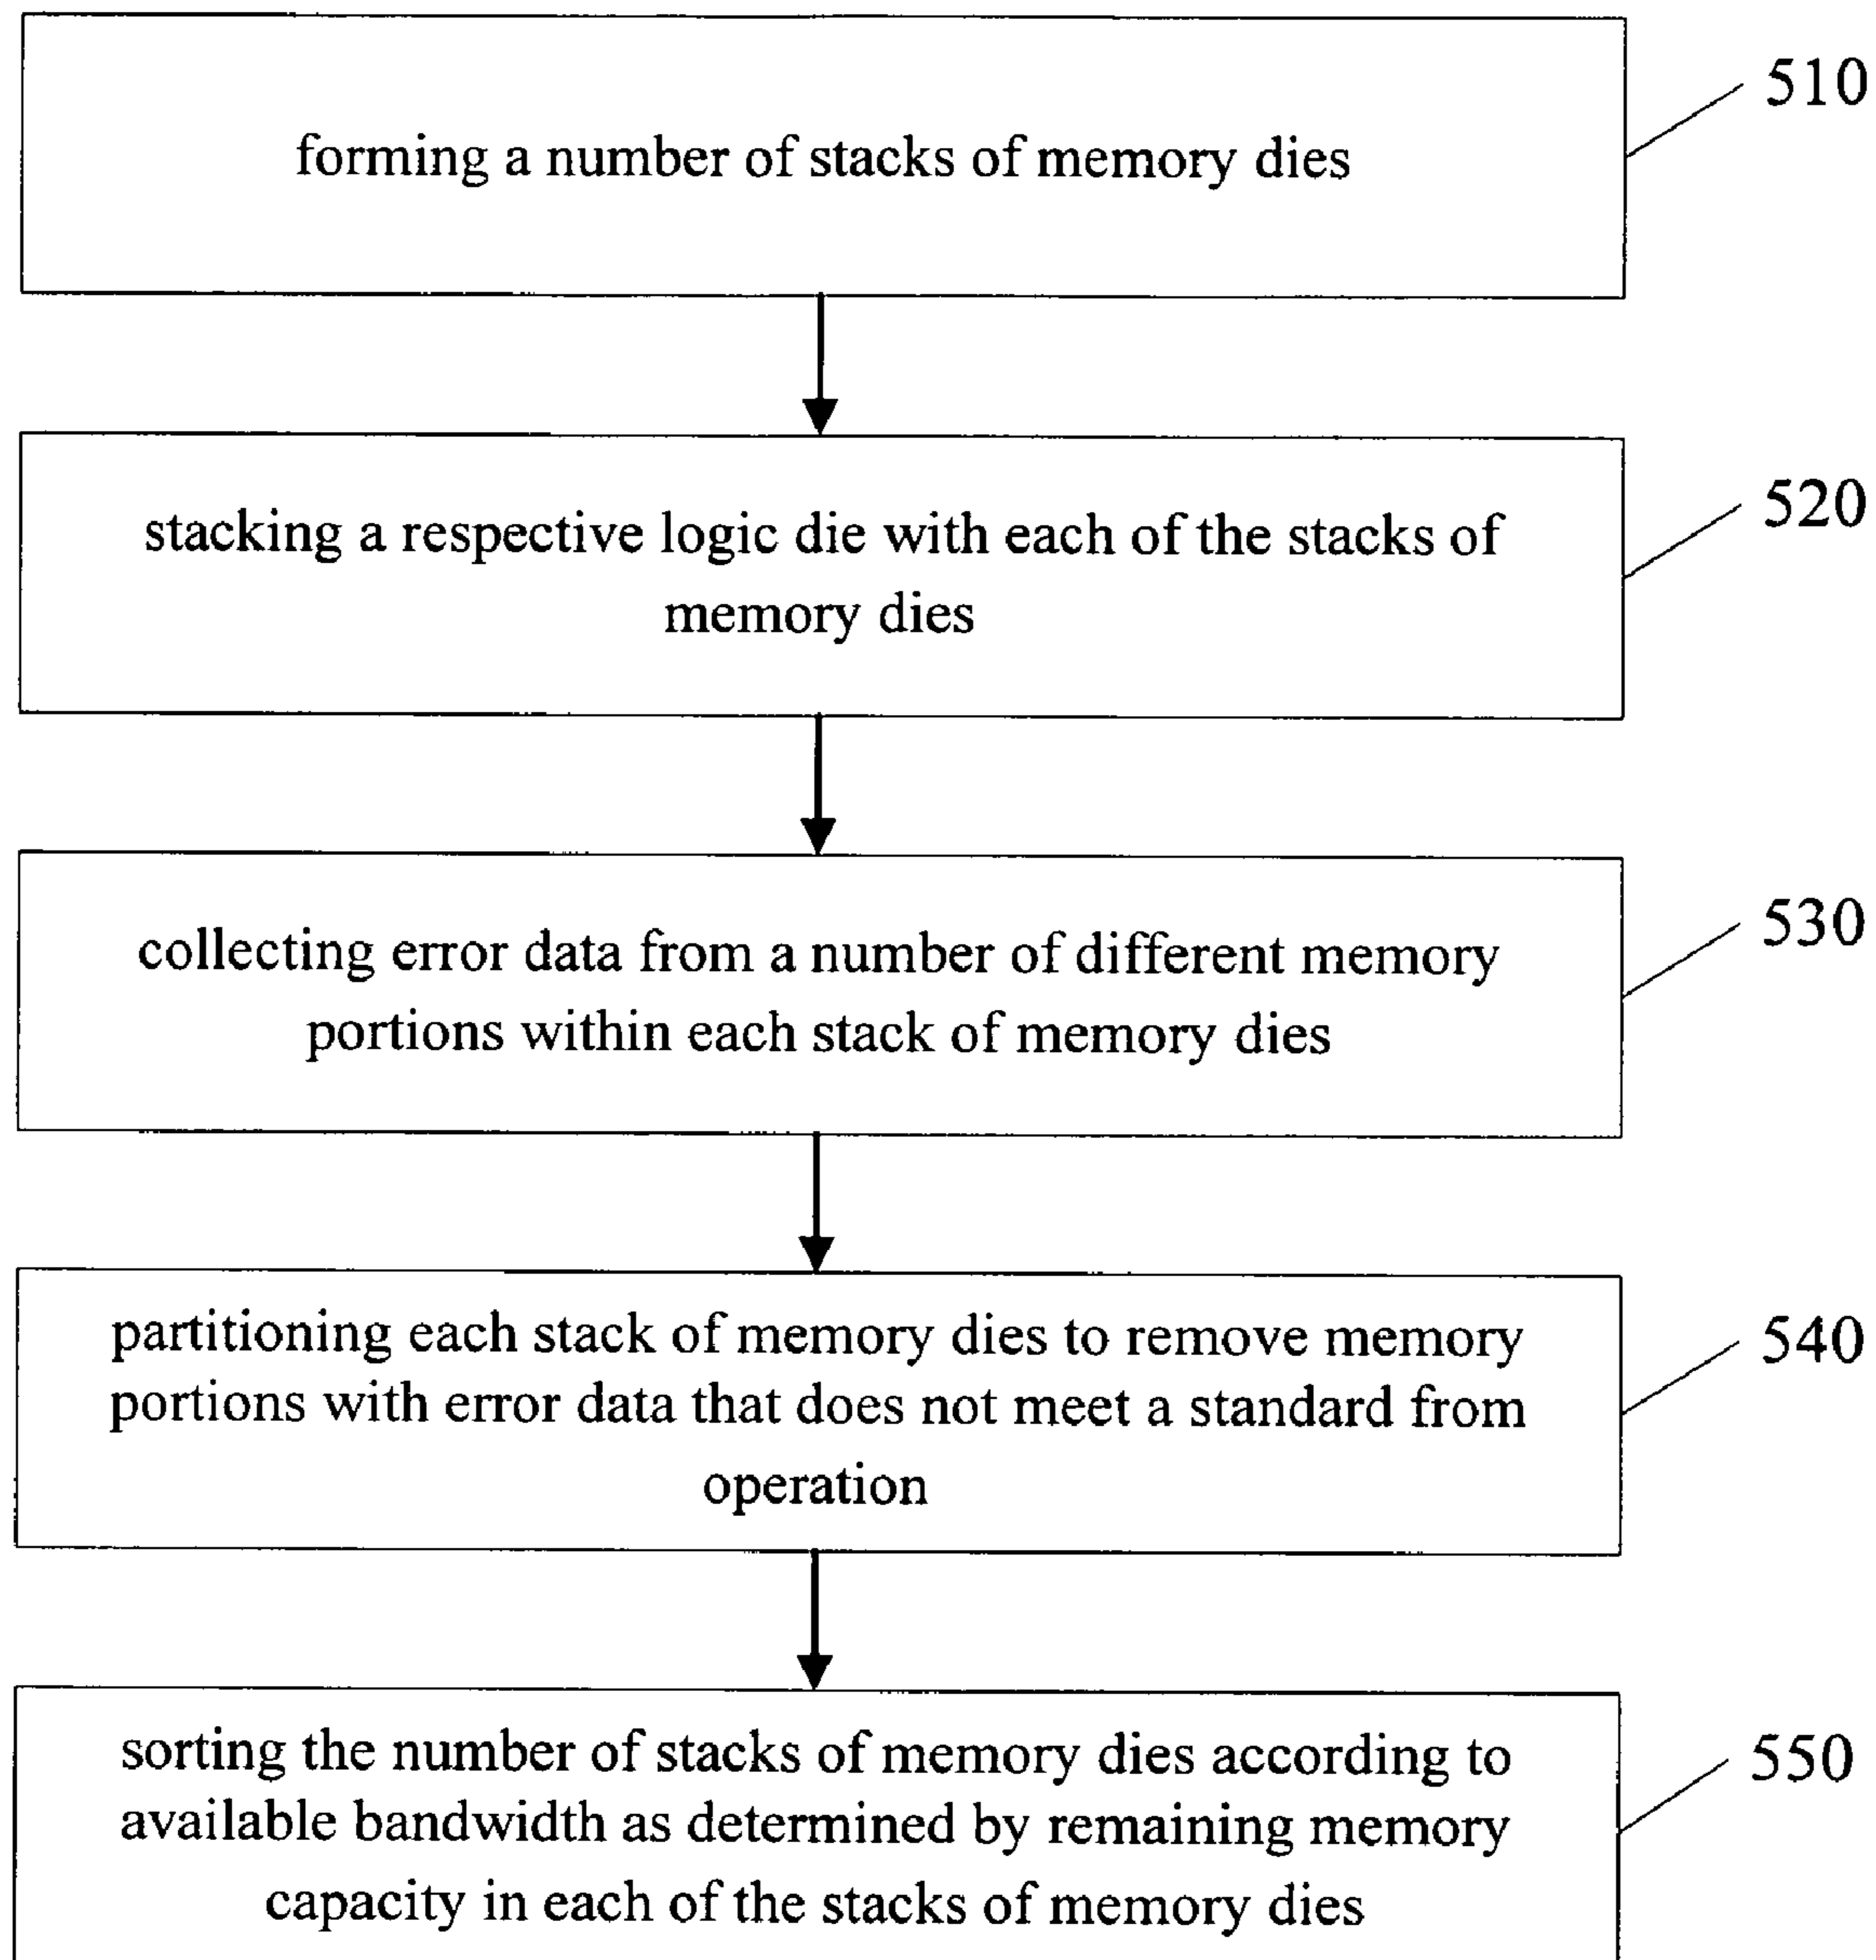 510
forming a number of stacks of memory dies
520
stacking a respective logic die with each of the stacks of
memory dies
530
collecting error data from a number of different memory
portions within each stack of memory dies
540
partitioning each stack of memory dies to remove memory
portions with error data that does not meet a standard from
operation
550
sorting the number of stacks of memory dies according to
available bandwidth as determined by remaining memory
capacity in each of the stacks of memory dies